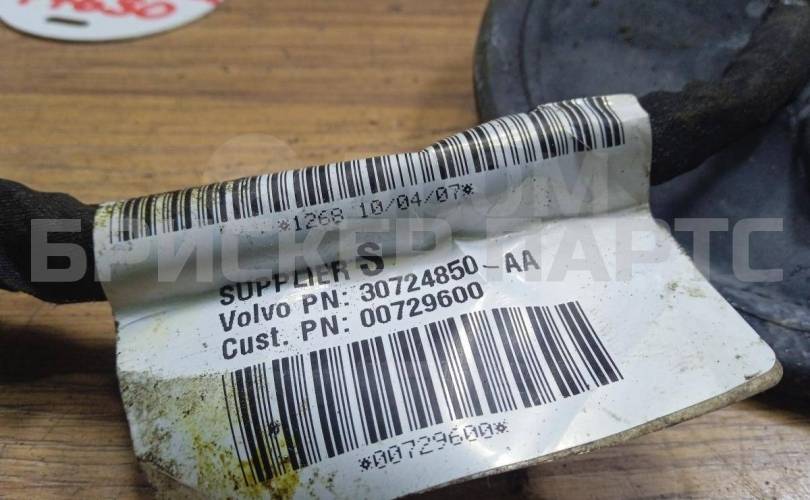 *1268 10/04/07*
БРИСКЕР ПАРТС
SUPPLIER S
Volvo PN: 30724850-AA
Cust. PN: 00729600
*00729600*